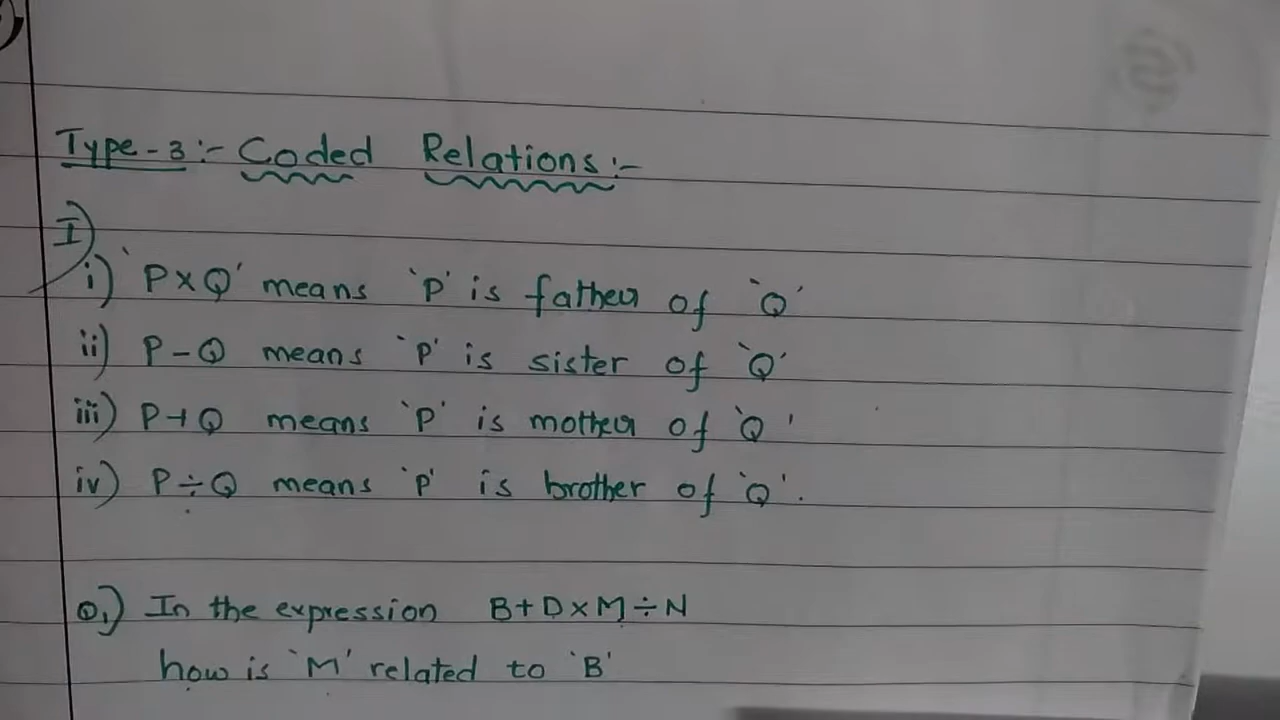 Type-3:- Coded Relations:-
I)
i) 'P×Q' means 'P' is father of 'Q'
ii) P-Q means 'P' is sister of 'Q'
iii) P+Q means 'P' is mother of 'Q'
iv) P÷Q means 'P' is brother of 'Q'.
Q1) In the expression B+D×M÷N
how is 'M' related to 'B'